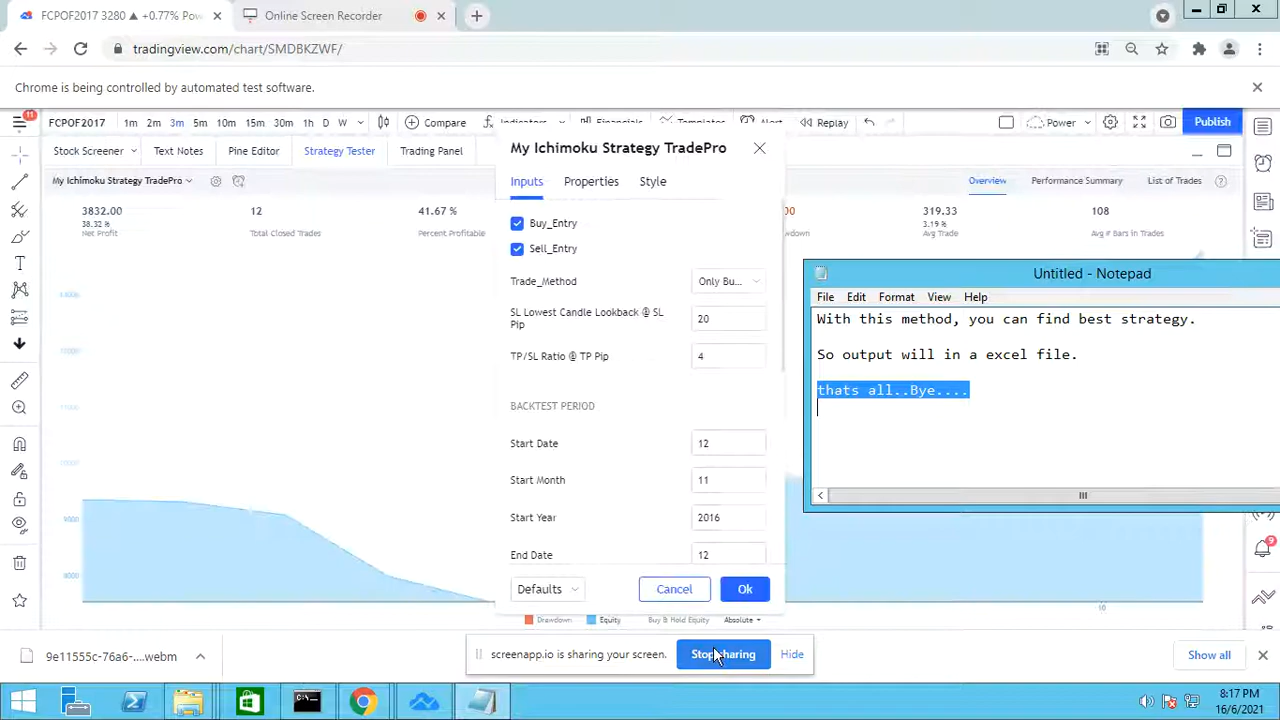 FCPOF2017 3280 ▲ +0.77% Pow
Online Screen Recorder
tradingview.com/chart/SMDBKZWF/
Chrome is being controlled by automated test software.
11
FCPOF2017 1m 2m 3m 5m 10m 15m 30m 1h D W Compare Indicators Financials Templates Alert Replay Power Publish
Stock Screener Text Notes Pine Editor Strategy Tester Trading Panel
My Ichimoku Strategy TradePro
Overview Performance Summary List of Trades
3832.00
38.32 %
Net Profit
12
Total Closed Trades
41.67 %
Percent Profitable
319.33
3.19 %
Avg Trade
108
Avg # Bars in Trades
My Ichimoku Strategy TradePro
Inputs Properties Style
Buy_Entry
Sell_Entry
Trade_Method Only Bu...
SL Lowest Candle Lookback @ SL
Pip
20
TP/SL Ratio @ TP Pip 4
BACKTEST PERIOD
Start Date 12
Start Month 11
Start Year 2016
End Date 12
Defaults Cancel Ok
Untitled - Notepad
File Edit Format View Help
With this method, you can find best strategy.
So output will in a excel file.
thats all..Bye....
9
10
Drawdown Equity Buy & Hold Equity Absolute
9e11555c-76a6-....webm
screenapp.io is sharing your screen. Stop sharing Hide
Show all
8:17 PM
16/6/2021